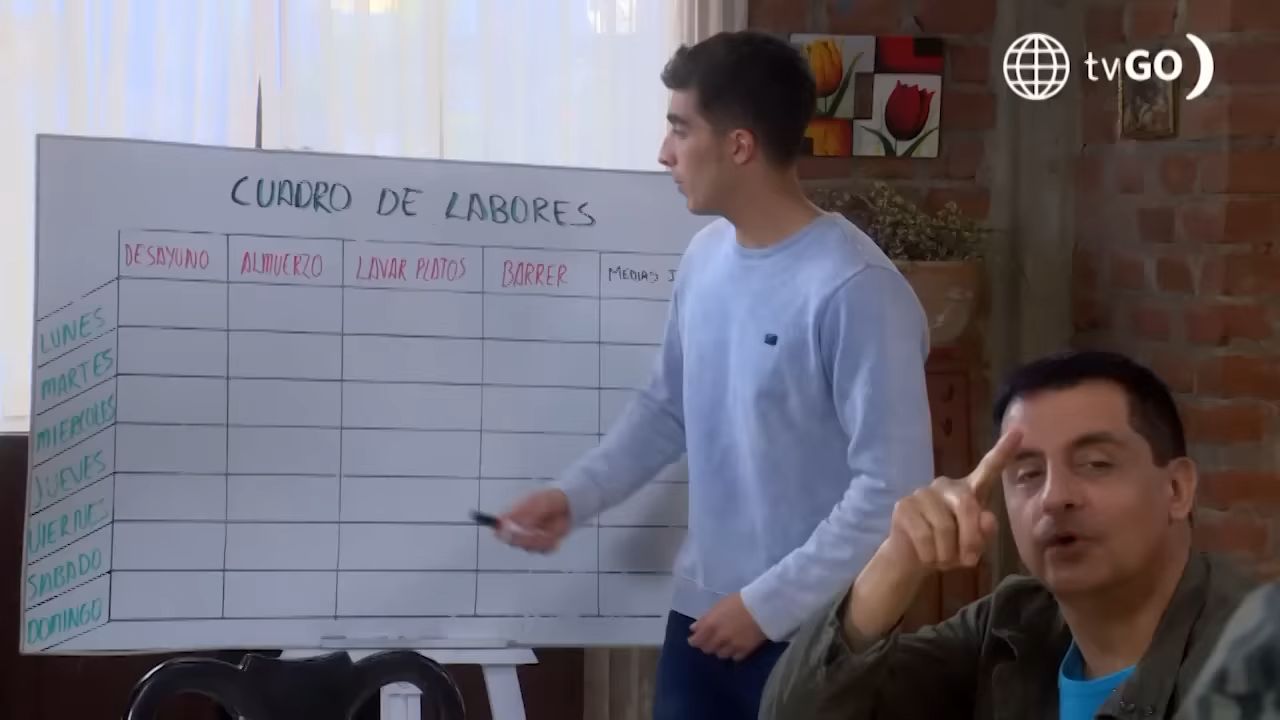 tvGO
CUADRO DE LABORES
DESAYUNO ALMUERZO LAVAR PLATOS BARRER MEDIAS J
LUNES
MARTES
MIERCOLES
JUEVES
VIERNES
SABADO
DOMINGO